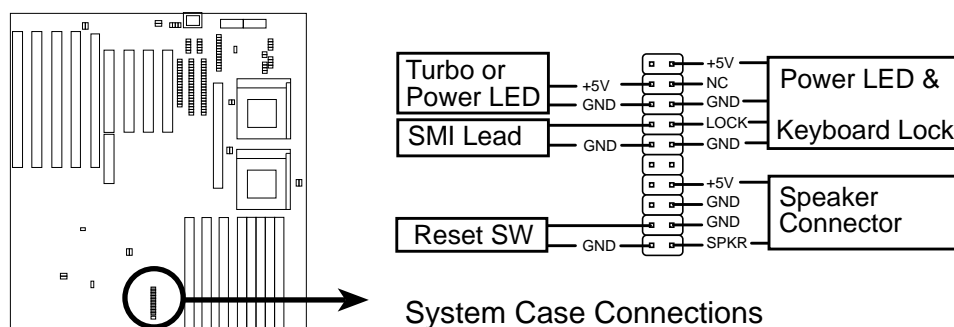 Turbo or
Power LED
+5V
GND
SMI Lead
GND
Reset SW
GND
+5V
NC
GND
LOCK
GND
+5V
GND
GND
SPKR
Power LED &
Keyboard Lock
Speaker
Connector
System Case Connections